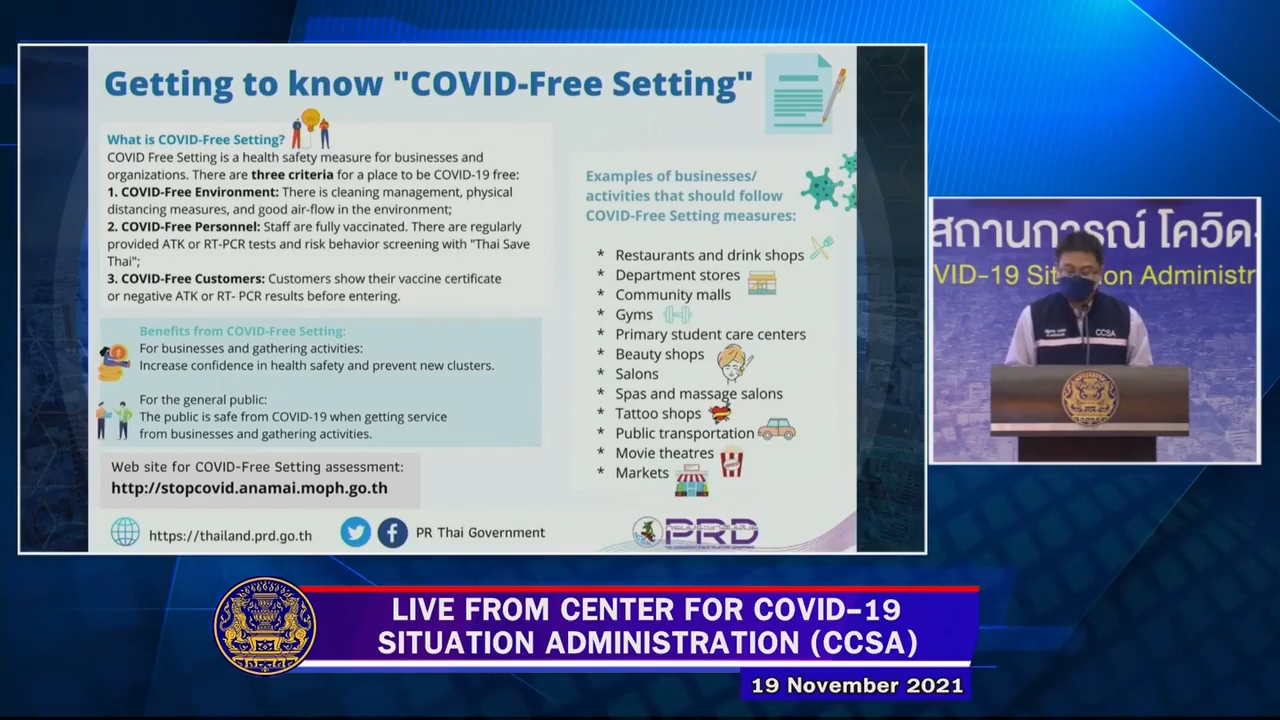 Getting to know "COVID-Free Setting"
What is COVID-Free Setting?
COVID Free Setting is a health safety measure for businesses and
organizations. There are three criteria for a place to be COVID-19 free:
1. COVID-Free Environment: There is cleaning management, physical
distancing measures, and good air-flow in the environment;
2. COVID-Free Personnel: Staff are fully vaccinated. There are regularly
provided ATK or RT-PCR tests and risk behavior screening with "Thai Save
Thai";
3. COVID-Free Customers: Customers show their vaccine certificate
or negative ATK or RT- PCR results before entering.
Benefits from COVID-Free Setting:
For businesses and gathering activities:
Increase confidence in health safety and prevent new clusters.
For the general public:
The public is safe from COVID-19 when getting service
from businesses and gathering activities.
Web site for COVID-Free Setting assessment:
http://stopcovid.anamai.moph.go.th
Examples of businesses/
activities that should follow
COVID-Free Setting measures:
* Restaurants and drink shops
* Department stores
* Community malls
* Gyms
* Primary student care centers
* Beauty shops
* Salons
* Spas and massage salons
* Tattoo shops
* Public transportation
* Movie theatres
* Markets
https://thailand.prd.go.th
PR Thai Government
PRD
สถานการณ์ โควิด-
VID-19 Situation Administr
CCSA
LIVE FROM CENTER FOR COVID-19
SITUATION ADMINISTRATION (CCSA)
19 November 2021